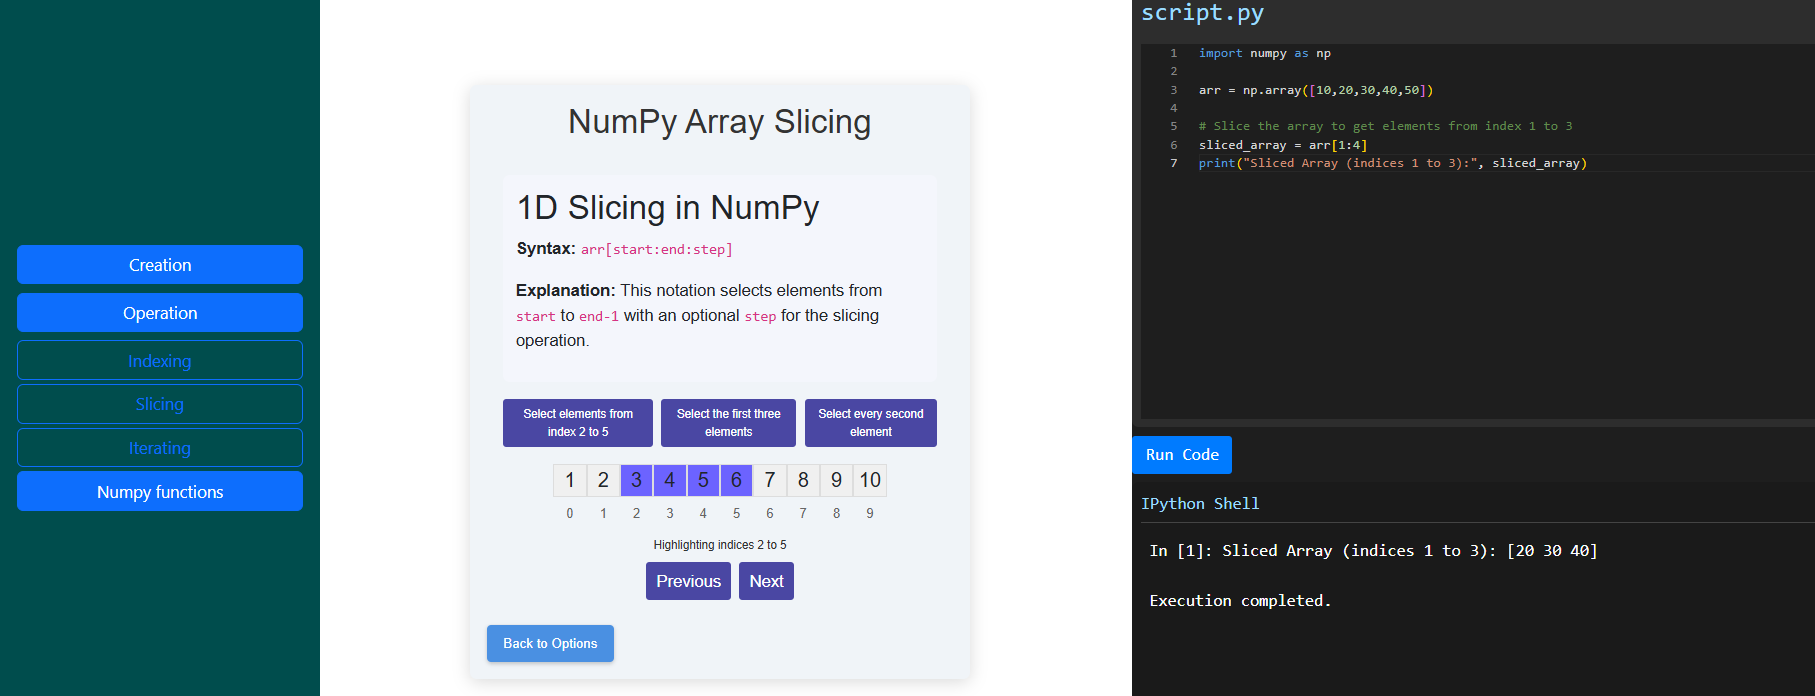 Creation
Operation
Indexing
Slicing
Iterating
Numpy functions
NumPy Array Slicing
1D Slicing in NumPy
Syntax: arr[start:end:step]
Explanation: This notation selects elements from
start to end-1 with an optional step for the slicing
operation.
Select elements from
index 2 to 5
Select the first three
elements
Select every second
element
1 2 3 4 5 6 7 8 9 10
0 1 2 3 4 5 6 7 8 9
Highlighting indices 2 to 5
Previous Next
Back to Options
script.py
1 import numpy as np
2
3 arr = np.array([10,20,30,40,50])
4
5 # Slice the array to get elements from index 1 to 3
6 sliced_array = arr[1:4]
7 print("Sliced Array (indices 1 to 3):", sliced_array)
Run Code
IPython Shell
In [1]: Sliced Array (indices 1 to 3): [20 30 40]
Execution completed.